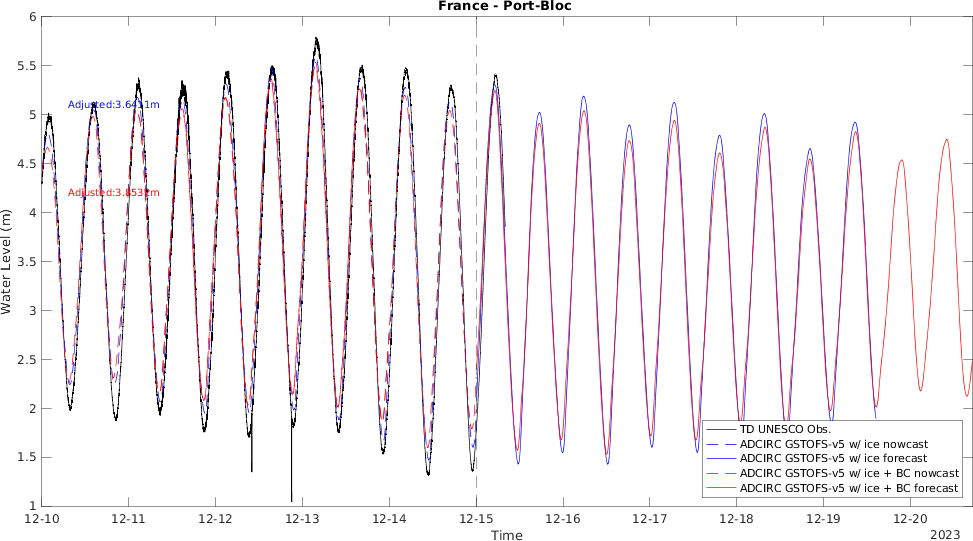 France - Port-Bloc
6
5.5
5
4.5
4
3.5
3
2.5
2
1.5
1
Water Level (m)
Adjusted:3.6411m
TD UNESCO Obs.
ADCIRC GSTOFS-v5 w/ ice nowcast
ADCIRC GSTOFS-v5 w/ ice forecast
ADCIRC GSTOFS-v5 w/ ice + BC nowcast
ADCIRC GSTOFS-v5 w/ ice + BC forecast
12-10 12-11 12-12 12-13 12-14 12-15 12-16 12-17 12-18 12-19 12-20
Time
2023